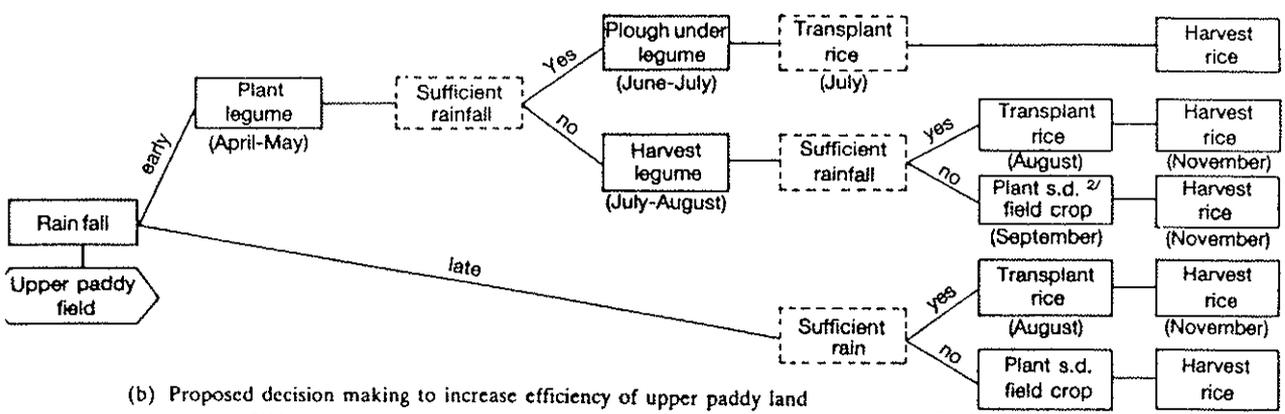 Plough under
legume
(June-July)
Transplant
rice
(July)
Harvest
rice
Yes
Plant
legume
(April-May)
Sufficient
rainfall
early
no
Harvest
legume
(July-August)
Sufficient
rainfall
yes
Transplant
rice
(August)
Harvest
rice
(November)
no
Plant s.d. 2/
field crop
(September)
Harvest
rice
(November)
Rain fall
Upper paddy
field
late
Sufficient
rain
yes
Transplant
rice
(August)
Harvest
rice
(November)
no
Plant s.d.
field crop
Harvest
rice
(b) Proposed decision making to increase efficiency of upper paddy land